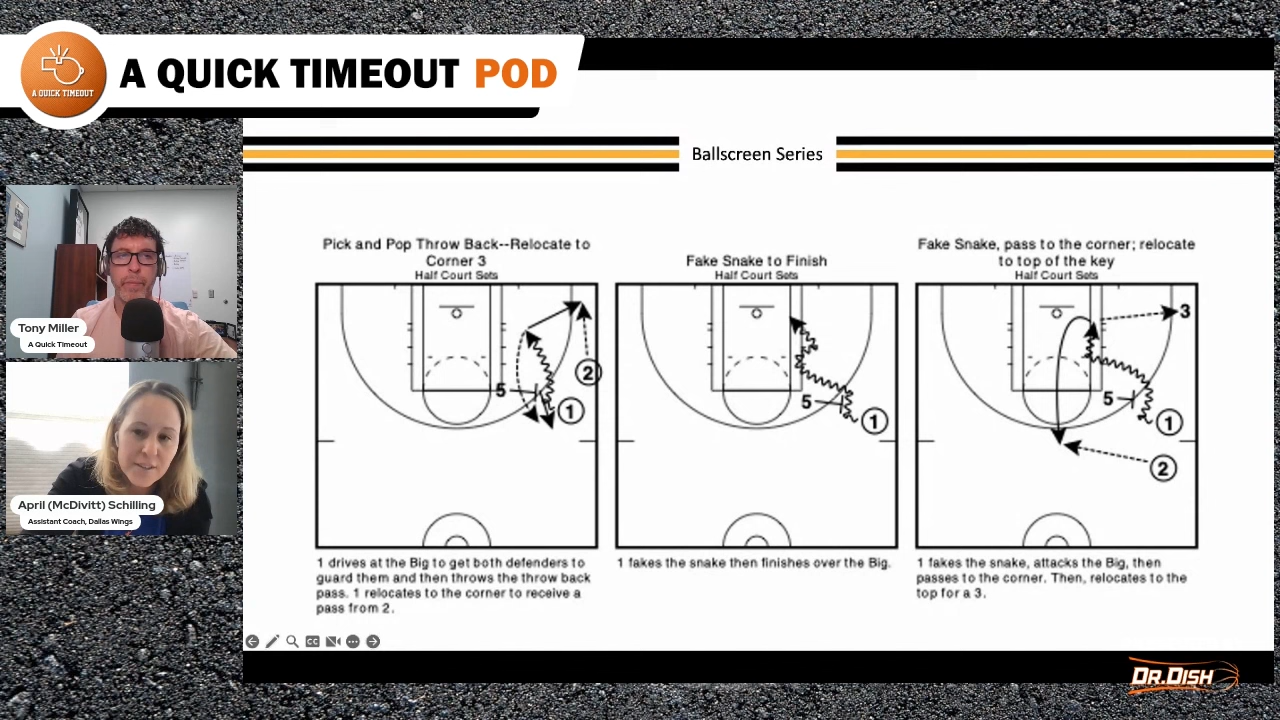 A QUICK TIMEOUT POD
A QUICK TIMEOUT
Ballscreen Series
Tony Miller
A Quick Timeout
April (McDivitt) Schilling
Assistant Coach, Dallas Wings
Pick and Pop Throw Back--Relocate to
Corner 3
Half Court Sets
5
2
1
1 drives at the Big to get both defenders to
guard them and then throws the throw back
pass. 1 relocates to the corner to receive a
pass from 2.
Fake Snake to Finish
Half Court Sets
5
1
1 fakes the snake then finishes over the Big.
Fake Snake, pass to the corner; relocate
to top of the key
Half Court Sets
3
5
1
2
1 fakes the snake, attacks the Big, then
passes to the corner. Then, relocates to the
top for a 3.
CC
DR.DISH